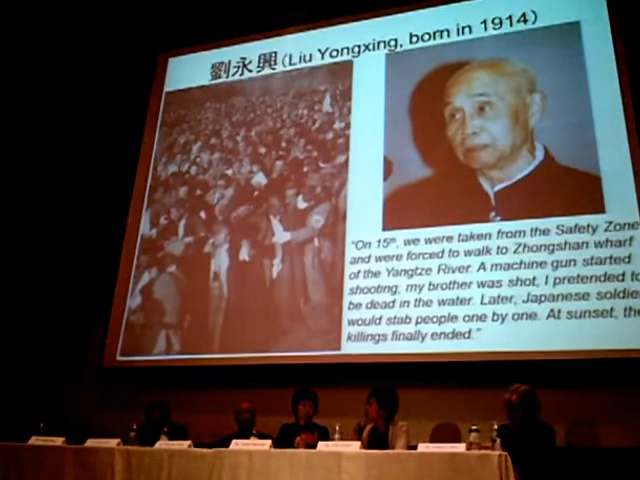 劉永興(Liu Yongxing, born in 1914)
"On 15th, we were taken from the Safety Zone
and were forced to walk to Zhongshan wharf
of the Yangtze River. A machine gun started
shooting, my brother was shot, I pretended to
be dead in the water. Later, Japanese soldie
would stab people one by one. At sunset, the
killings finally ended."